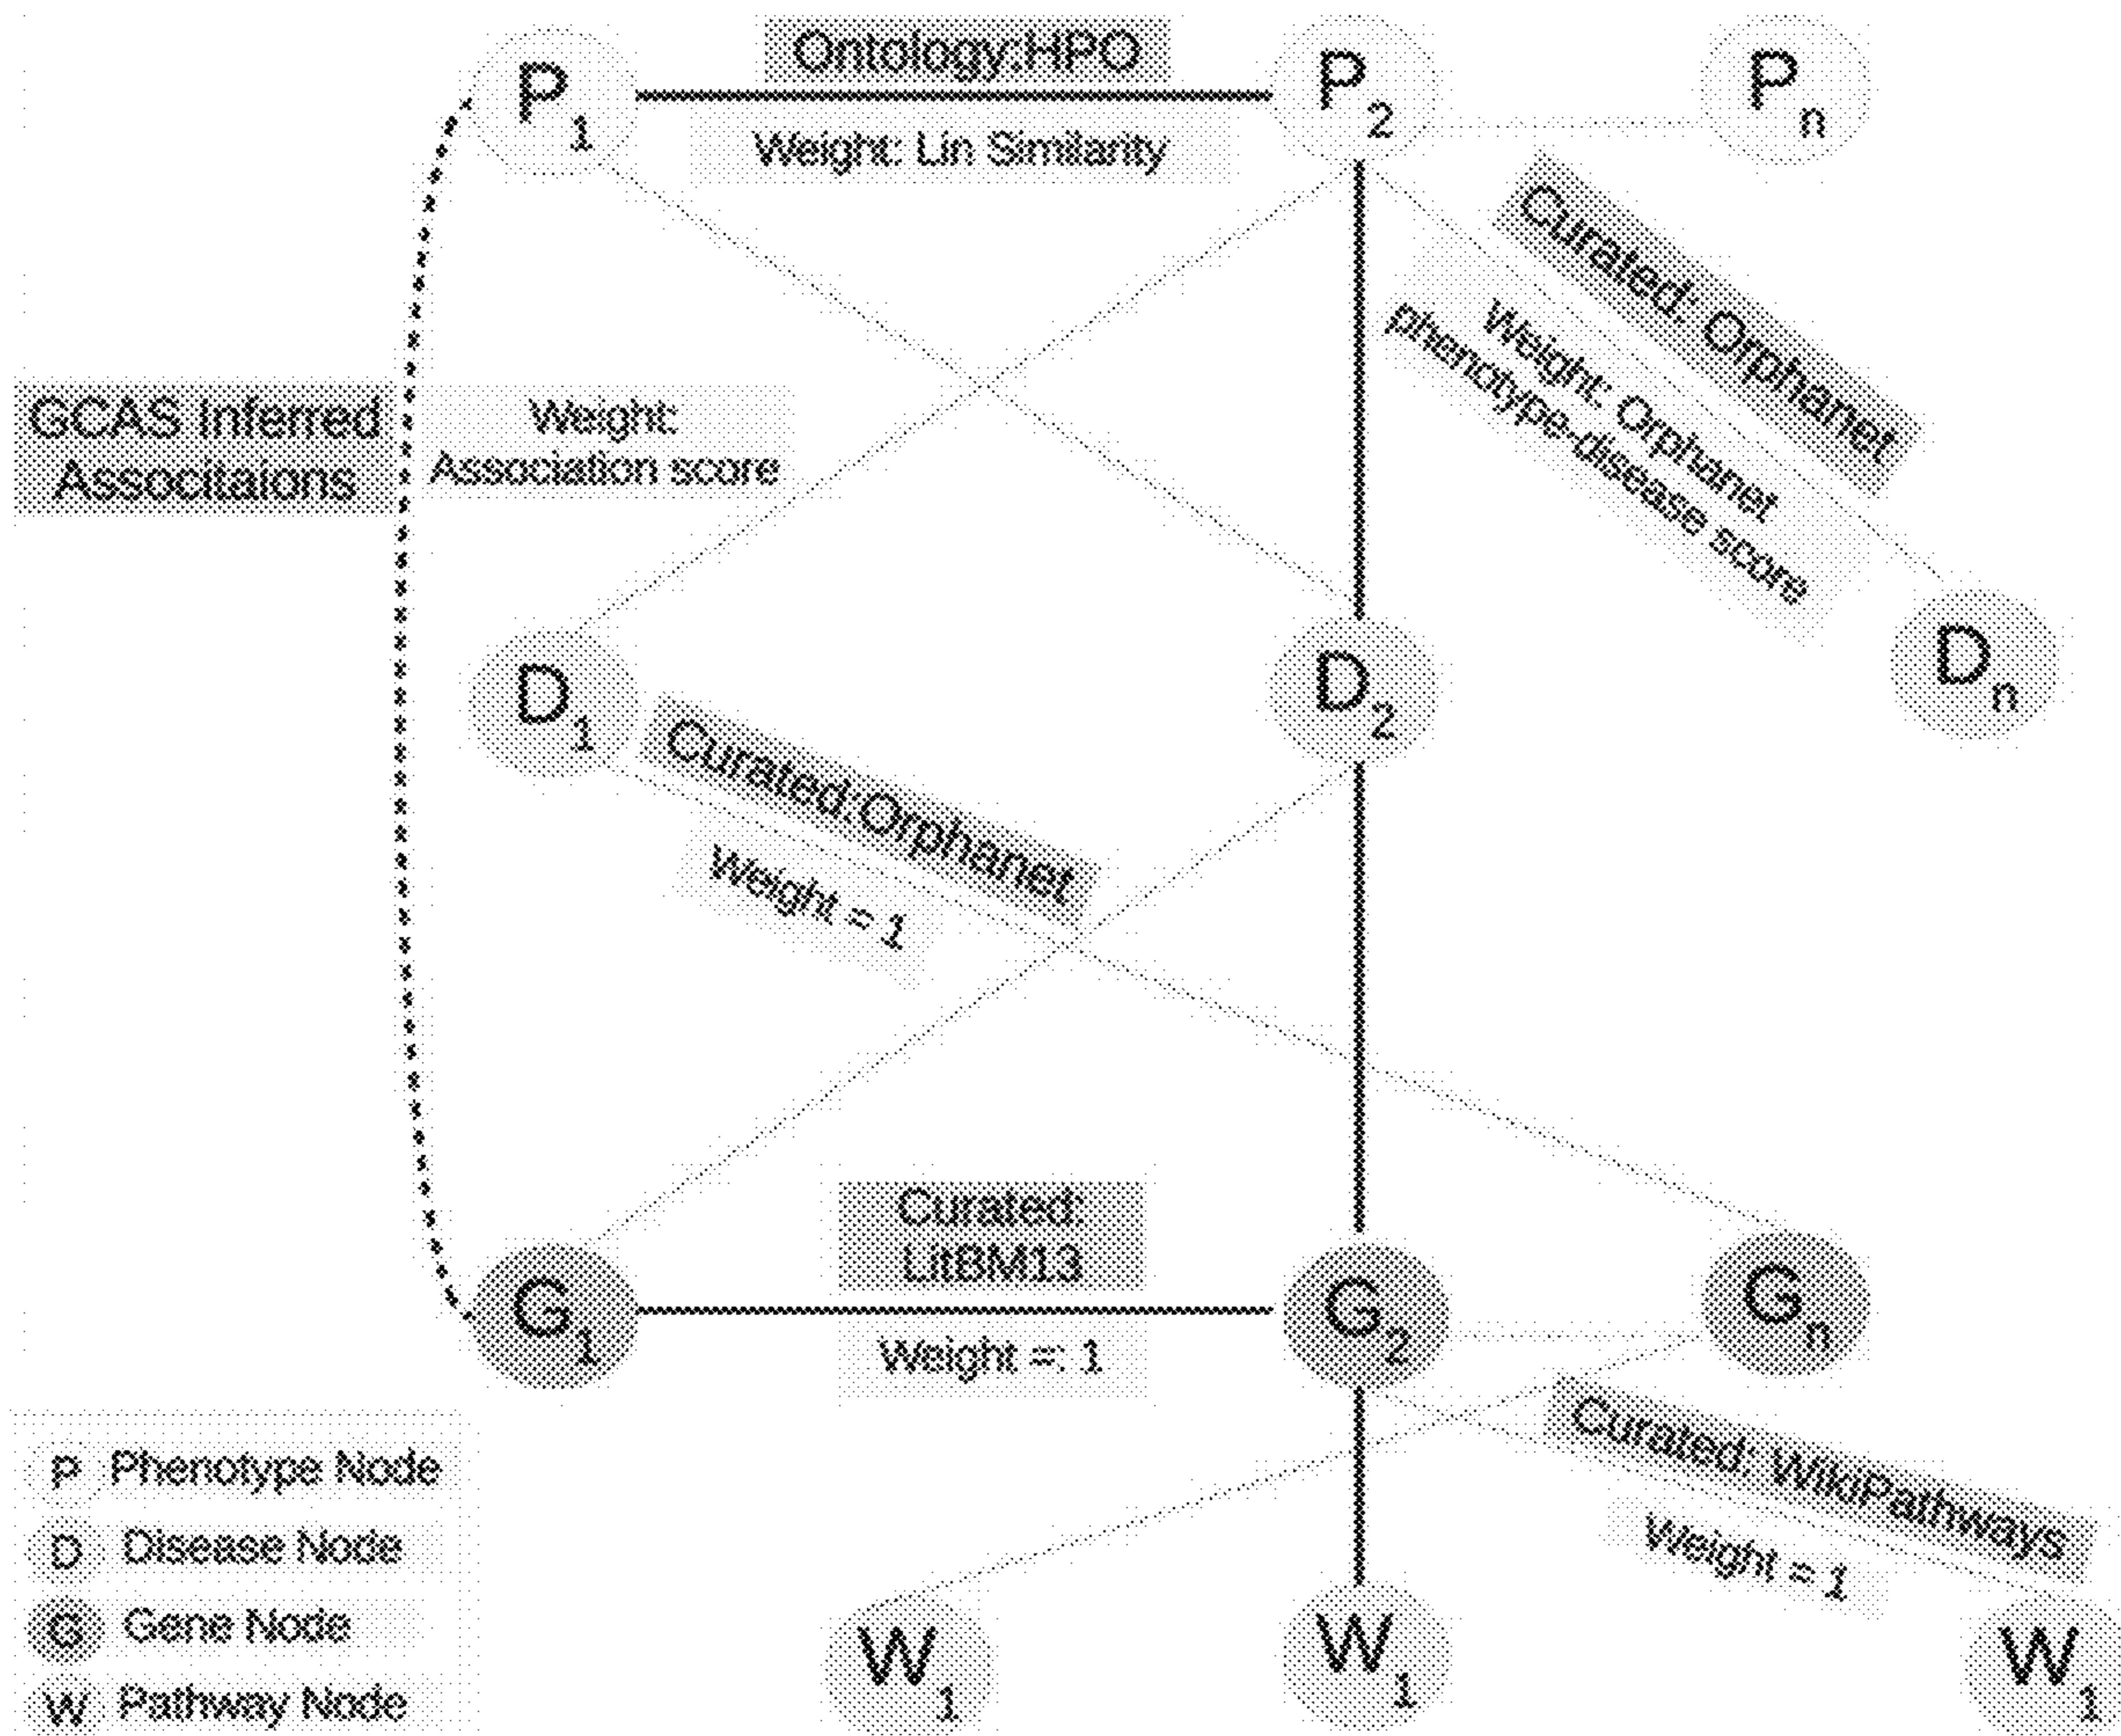 Ontology:HPO
P1
P2
Pn
Weight: Lin Similarity
Curated: Orphanet
Weight: Orphanet
phenotype-disease score
GCAS Inferred
Associtaions
Weight:
Association score
D1
D2
Dn
Curated:Orphanet
Weight = 1
Curated:
LitBM13
G1
G2
Gn
Weight =: 1
Curated: WikiPathways
Weight = 1
P Phenotype Node
D Disease Node
G Gene Node
W Pathway Node
W1
W1
W1